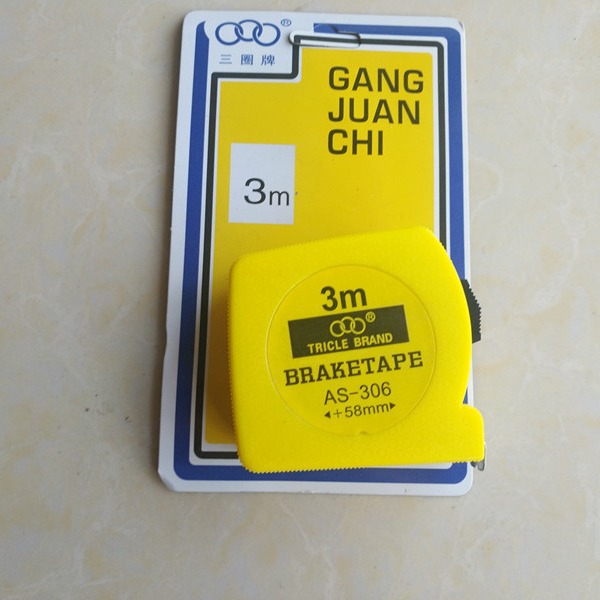 ®
三圈牌
GANG
JUAN
CHI
3m
3m
®
TRICLE BRAND
BRAKETAPE
AS-306
◂+58mm▸